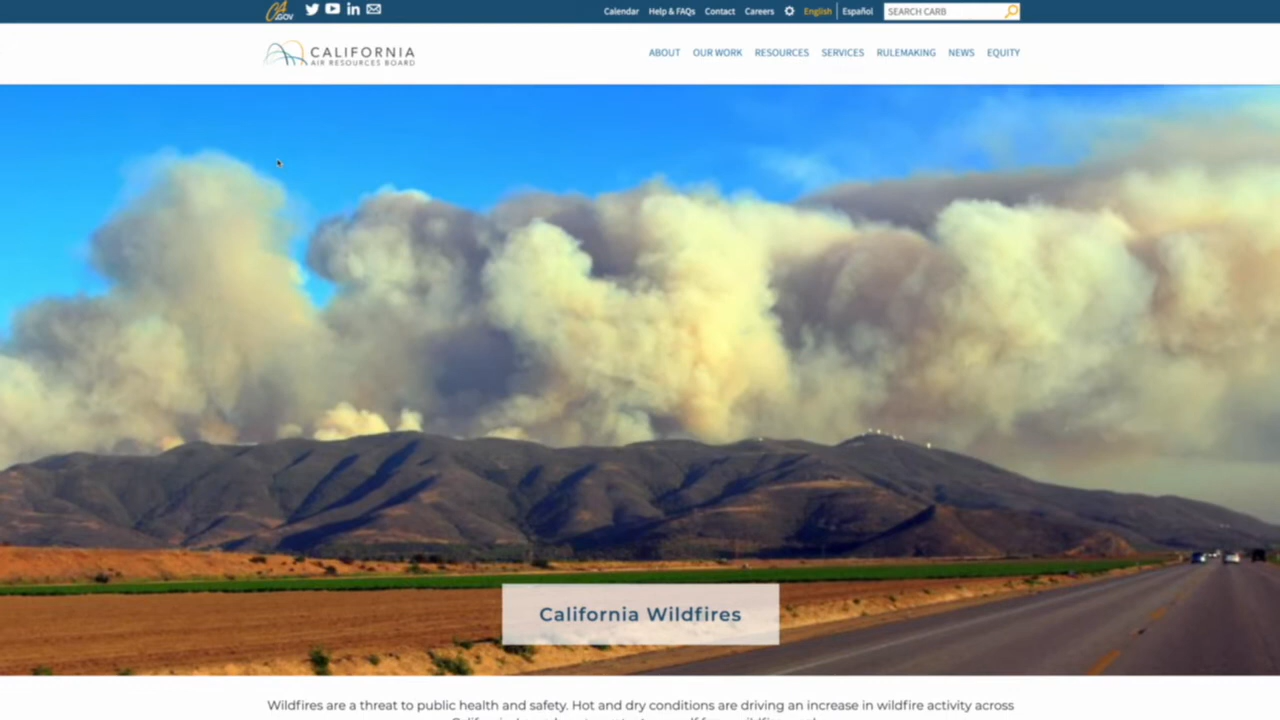 CA.GOV
Calendar Help & FAQs Contact Careers English Español SEARCH CARB
CALIFORNIA
AIR RESOURCES BOARD
ABOUT OUR WORK RESOURCES SERVICES RULEMAKING NEWS EQUITY
California Wildfires
Wildfires are a threat to public health and safety. Hot and dry conditions are driving an increase in wildfire activity across